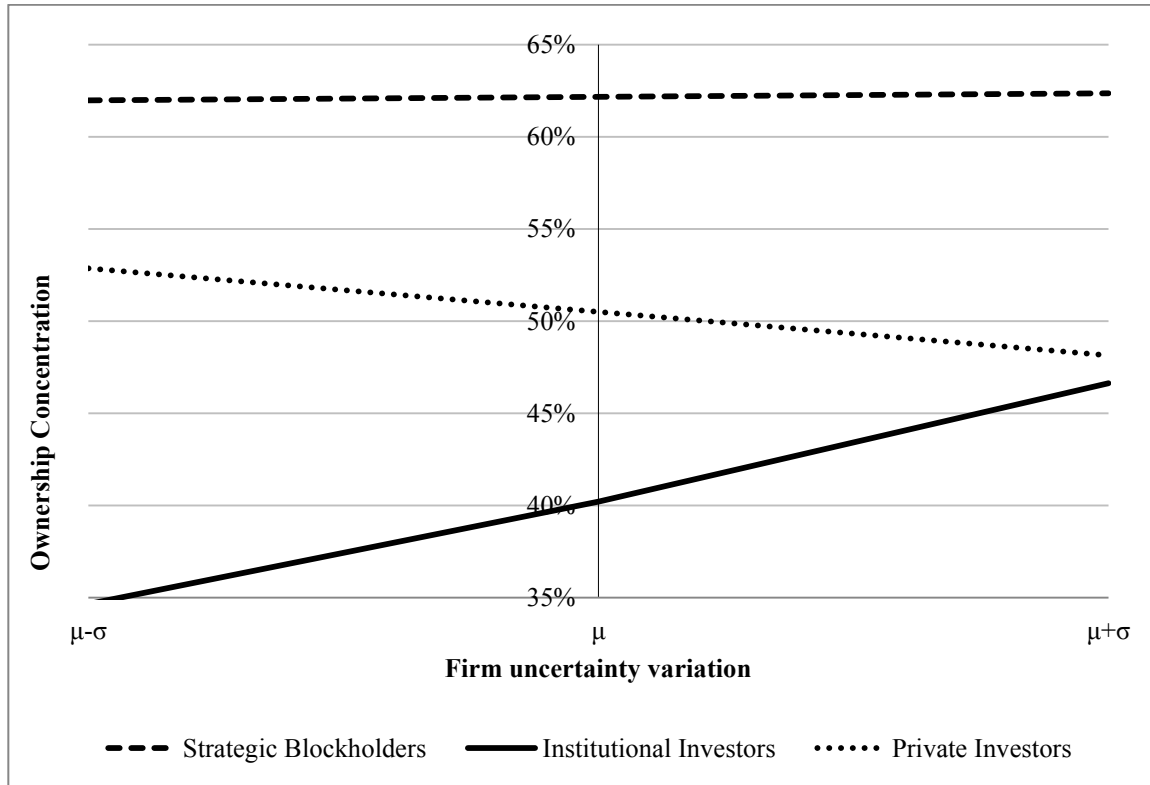 65%
60%
55%
50%
45%
40%
35%
Ownership Concentration
μ-σ μ μ+σ
Firm uncertainty variation
Strategic Blockholders Institutional Investors Private Investors